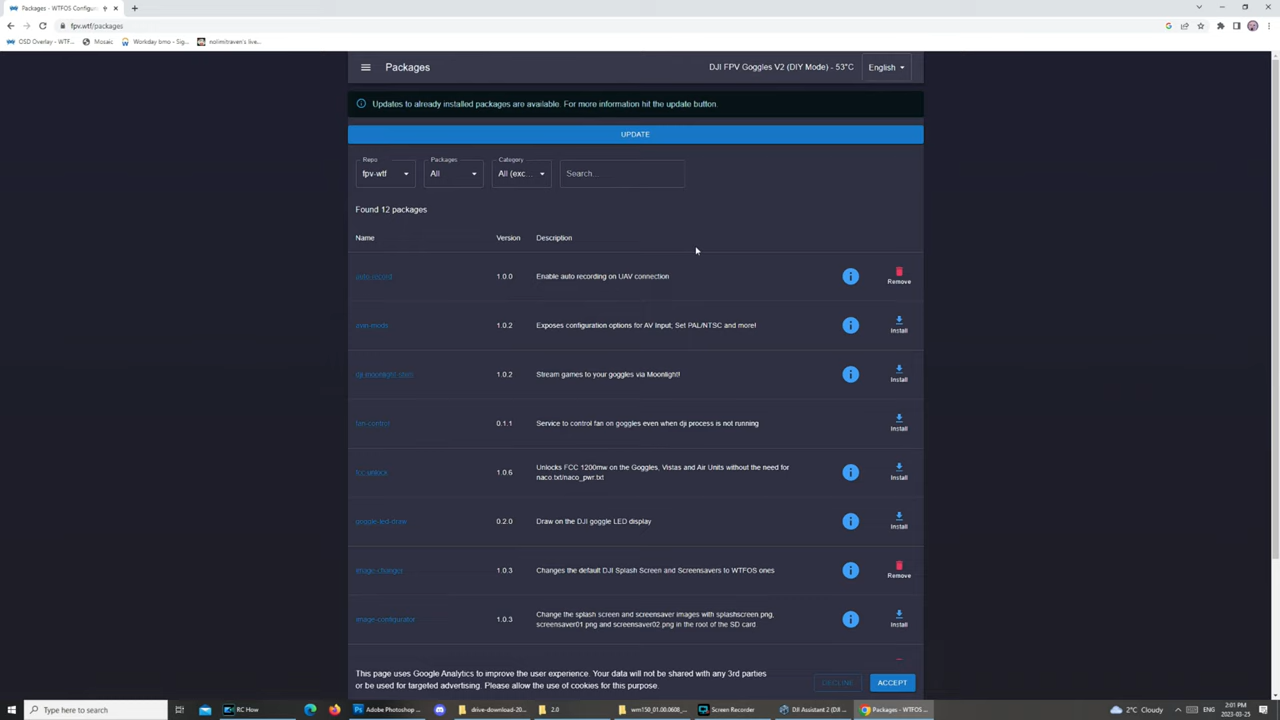 Packages - WTFOS Configur
fpv.wtf/packages
OSD Overlay - WTF...
Mosaic
Workday bmo - Sig...
nolimitraven's live...
Packages
DJI FPV Goggles V2 (DIY Mode) - 53°C
English
Updates to already installed packages are available. For more information hit the update button.
UPDATE
Repo
fpv-wtf
Packages
All
Category
All (exc...
Search...
Found 12 packages
Name Version Description
auto-record 1.0.0 Enable auto recording on UAV connection
Remove
avin-mods 1.0.2 Exposes configuration options for AV Input; Set PAL/NTSC and more!
Install
dji-moonlight-shim 1.0.2 Stream games to your goggles via Moonlight!
Install
fan-control 0.1.1 Service to control fan on goggles even when dji process is not running
Install
fcc-unlock 1.0.6 Unlocks FCC 1200mw on the Goggles, Vistas and Air Units without the need for
naco.txt/naco_pwr.txt
Install
goggle-led-draw 0.2.0 Draw on the DJI goggle LED display
Install
image-changer 1.0.3 Changes the default DJI Splash Screen and Screensavers to WTFOS ones
Remove
image-configurator 1.0.3 Change the splash screen and screensaver images with splashscreen.png,
screensaver01.png and screensaver02.png in the root of the SD card
Install
This page uses Google Analytics to improve the user experience. Your data will not be shared with any 3rd parties
or be used for targeted advertising. Please allow the use of cookies for this purpose.
DECLINE
ACCEPT
Type here to search
RC How
Adobe Photoshop ...
drive-download-20...
2.0
wm150_01.00.0608_...
Screen Recorder
DJI Assistant 2 (DJI ...
Packages - WTFOS ...
2°C Cloudy
ENG
2:01 PM
2023-03-25